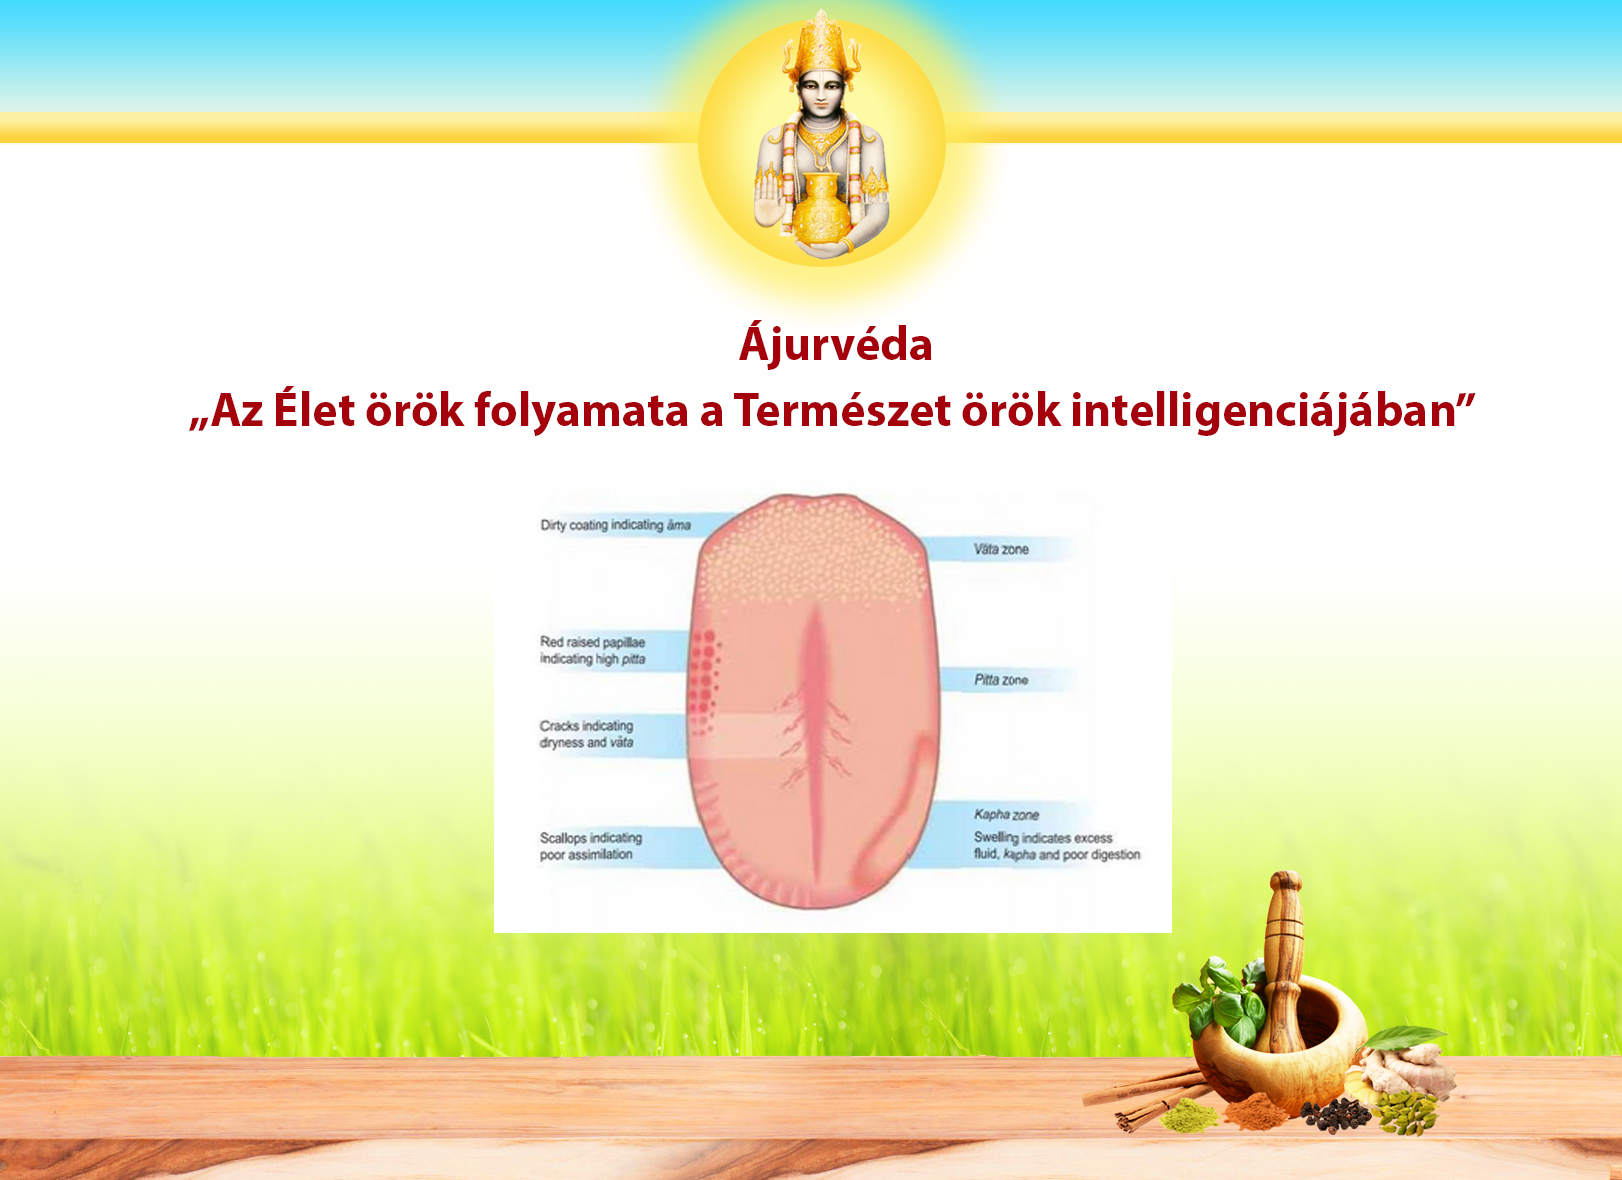 Ájurvéda
„Az Élet örök folyamata a Természet örök intelligenciájában”
Dirty coating indicating āma
Vāta zone
Red raised papillae
indicating high pitta
Pitta zone
Cracks indicating
dryness and vāta
Kapha zone
Swelling indicates excess
fluid, kapha and poor digestion
Scallops indicating
poor assimilation